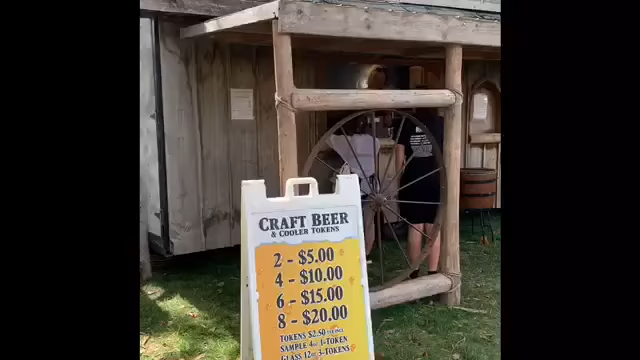 CRAFT BEER
& COOLER TOKENS
2 - $5.00
4 - $10.00
6 - $15.00
8 - $20.00
TOKENS $2.50
SAMPLE 4oz 1-TOKEN
GLASS 12oz 3-TOKENS